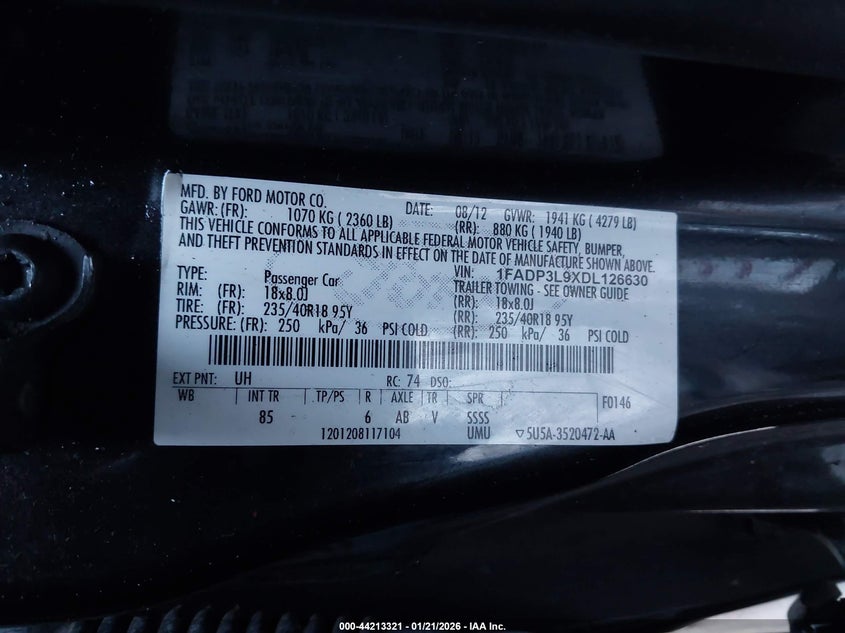 MFD. BY FORD MOTOR CO.
DATE: 08/12 GVWR: 1941 KG ( 4279 LB)
GAWR: (FR): 1070 KG ( 2360 LB) (RR): 880 KG ( 1940 LB)
THIS VEHICLE CONFORMS TO ALL APPLICABLE FEDERAL MOTOR VEHICLE SAFETY, BUMPER,
AND THEFT PREVENTION STANDARDS IN EFFECT ON THE DATE OF MANUFACTURE SHOWN ABOVE.
VIN: 1FADP3L9XDL126630
TYPE: Passenger Car TRAILER TOWING - SEE OWNER GUIDE
RIM: (FR): 18x8.0J (RR): 18x8.0J
TIRE: (FR): 235/40R18 95Y (RR): 235/40R18 95Y
PRESSURE: (FR): 250 kPa/ 36 PSI COLD (RR): 250 kPa/ 36 PSI COLD
EXT PNT: UH RC: 74 DSO:
WB INT TR TP/PS R AXLE TR SPR F0146
85 6 AB V SSSS
1201208117104 UMU ▽5U5A-3520472-AA
000-44213321 | 01/21/2026 - IAA Inc.